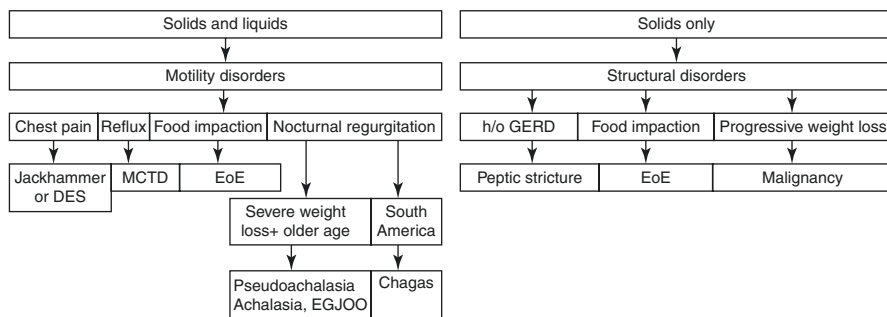 Solids and liquids
Motility disorders
Chest pain
Reflux
Food impaction
Nocturnal regurgitation
Jackhammer
or DES
MCTD
EoE
Severe weight
loss+ older age
South
America
Pseudoachalasia
Achalasia, EGJOO
Chagas
Solids only
Structural disorders
h/o GERD
Food impaction
Progressive weight loss
Peptic stricture
EoE
Malignancy